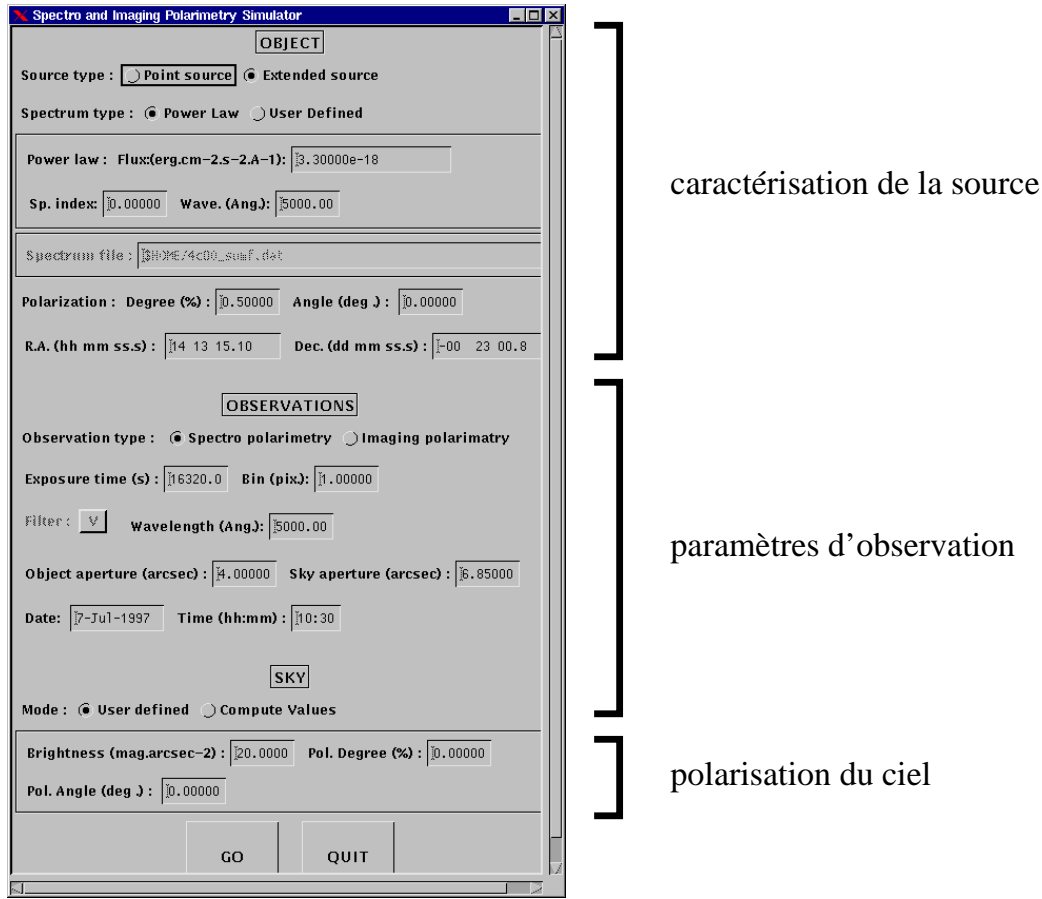 Spectro and Imaging Polarimetry Simulator
OBJECT
Source type : Point source Extended source
Spectrum type : Power Law User Defined
Power law : Flux:(erg.cm-2.s-2.A-1): 3.30000e-18
Sp. index: 0.00000 Wave. (Ang.): 5000.00
Spectrum file : $HOME/4c00_sumf.dat
Polarization : Degree (%) : 0.50000 Angle (deg .) : 0.00000
R.A. (hh mm ss.s) : 14 13 15.10 Dec. (dd mm ss.s) : -00 23 00.8
caractérisation de la source
OBSERVATIONS
Observation type : Spectro polarimetry Imaging polarimatry
Exposure time (s) : 16320.0 Bin (pix.): 1.00000
Filter : V Wavelength (Ang.): 5000.00
Object aperture (arcsec) : 4.00000 Sky aperture (arcsec) : 6.85000
Date: 7-Jul-1997 Time (hh:mm) : 10:30
paramètres d'observation
SKY
Mode : User defined Compute Values
Brightness (mag.arcsec-2) : 20.0000 Pol. Degree (%) : 0.00000
Pol. Angle (deg .) : 0.00000
polarisation du ciel
GO QUIT